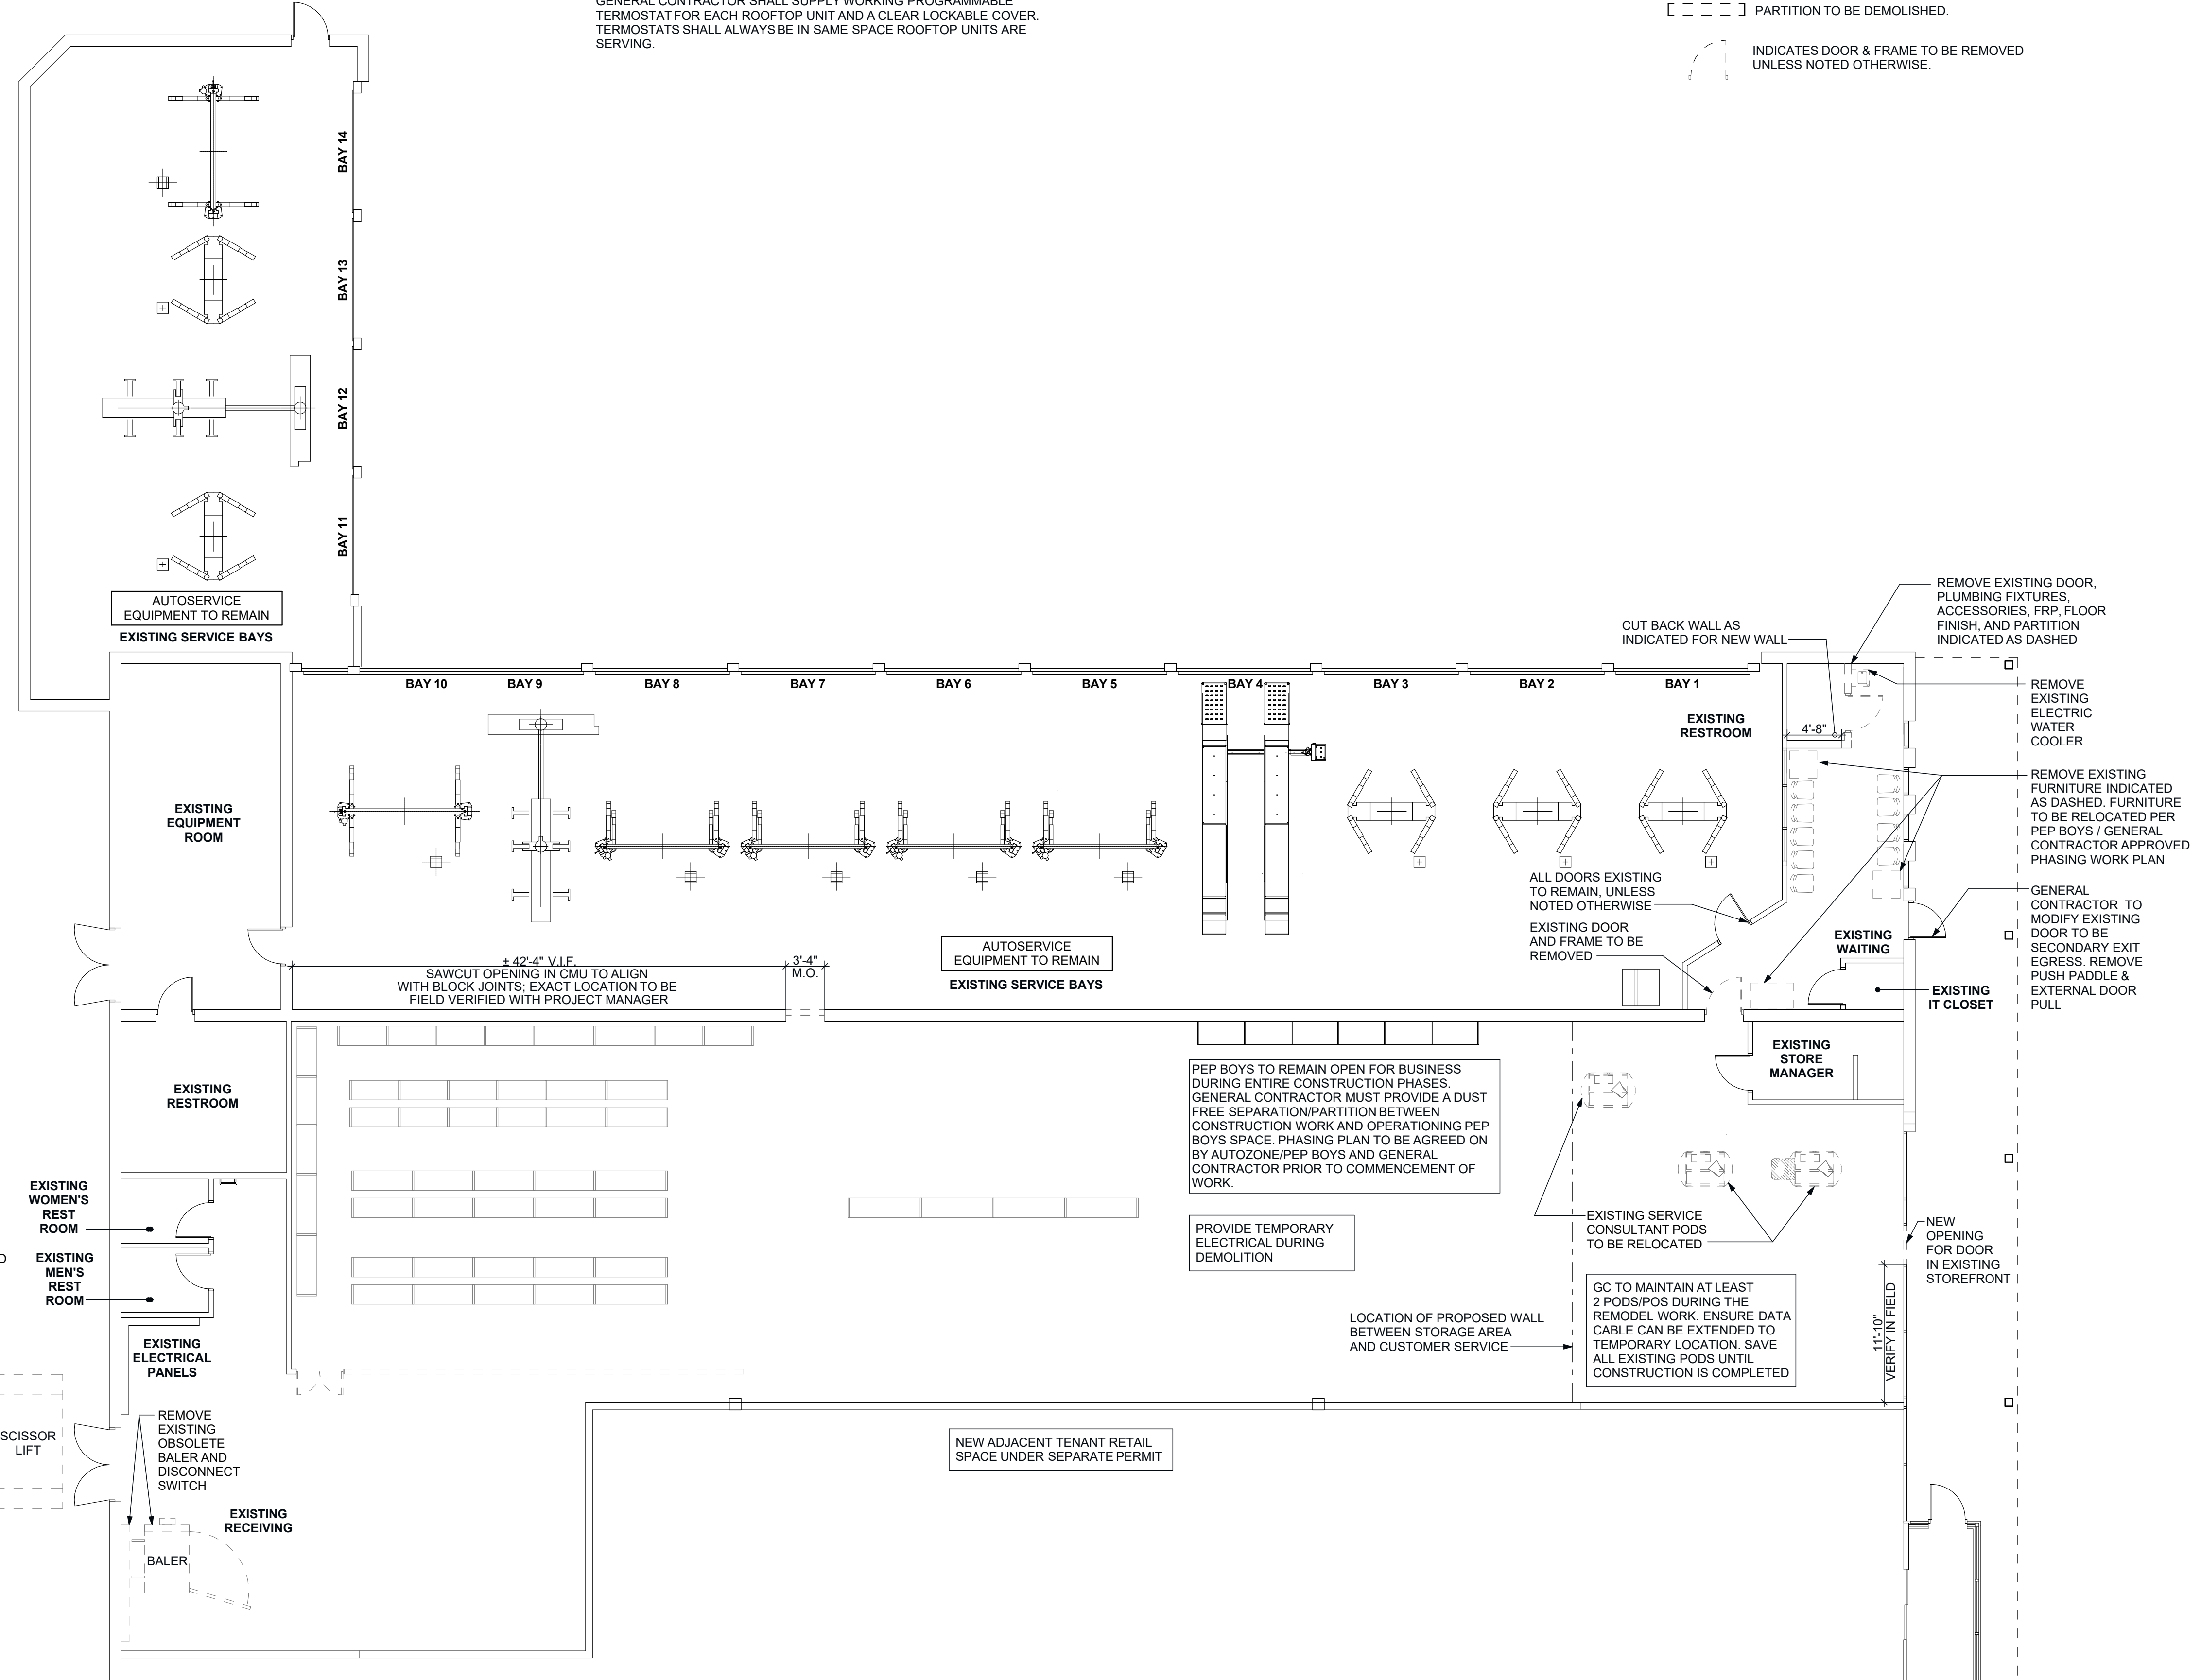 GENERAL CONTRACTOR SHALL SUPPLY WORKING PROGRAMMABLE
TERMOSTAT FOR EACH ROOFTOP UNIT AND A CLEAR LOCKABLE COVER.
TERMOSTATS SHALL ALWAYS BE IN SAME SPACE ROOFTOP UNITS ARE
SERVING.
PARTITION TO BE DEMOLISHED.
INDICATES DOOR & FRAME TO BE REMOVED
UNLESS NOTED OTHERWISE.
BAY 14
BAY 13
BAY 12
BAY 11
AUTOSERVICE
EQUIPMENT TO REMAIN
EXISTING SERVICE BAYS
REMOVE EXISTING DOOR,
PLUMBING FIXTURES,
ACCESSORIES, FRP, FLOOR
FINISH, AND PARTITION
INDICATED AS DASHED
CUT BACK WALL AS
INDICATED FOR NEW WALL
BAY 10
BAY 9
BAY 8
BAY 7
BAY 6
BAY 5
BAY 4
BAY 3
BAY 2
BAY 1
EXISTING
RESTROOM
4'-8"
REMOVE
EXISTING
ELECTRIC
WATER
COOLER
REMOVE EXISTING
FURNITURE INDICATED
AS DASHED. FURNITURE
TO BE RELOCATED PER
PEP BOYS / GENERAL
CONTRACTOR APPROVED
PHASING WORK PLAN
EXISTING
EQUIPMENT
ROOM
ALL DOORS EXISTING
TO REMAIN, UNLESS
NOTED OTHERWISE
EXISTING DOOR
AND FRAME TO BE
REMOVED
GENERAL
CONTRACTOR TO
MODIFY EXISTING
DOOR TO BE
SECONDARY EXIT
EGRESS. REMOVE
PUSH PADDLE &
EXTERNAL DOOR
PULL
EXISTING
WAITING
EXISTING
IT CLOSET
± 42'-4" V.I.F.
SAWCUT OPENING IN CMU TO ALIGN
WITH BLOCK JOINTS; EXACT LOCATION TO BE
FIELD VERIFIED WITH PROJECT MANAGER
3'-4"
M.O.
AUTOSERVICE
EQUIPMENT TO REMAIN
EXISTING SERVICE BAYS
EXISTING
STORE
MANAGER
EXISTING
RESTROOM
PEP BOYS TO REMAIN OPEN FOR BUSINESS
DURING ENTIRE CONSTRUCTION PHASES.
GENERAL CONTRACTOR MUST PROVIDE A DUST
FREE SEPARATION/PARTITION BETWEEN
CONSTRUCTION WORK AND OPERATIONING PEP
BOYS SPACE. PHASING PLAN TO BE AGREED ON
BY AUTOZONE/PEP BOYS AND GENERAL
CONTRACTOR PRIOR TO COMMENCEMENT OF
WORK.
EXISTING
WOMEN'S
REST
ROOM
PROVIDE TEMPORARY
ELECTRICAL DURING
DEMOLITION
EXISTING SERVICE
CONSULTANT PODS
TO BE RELOCATED
NEW
OPENING
FOR DOOR
IN EXISTING
STOREFRONT
D
EXISTING
MEN'S
REST
ROOM
GC TO MAINTAIN AT LEAST
2 PODS/POS DURING THE
REMODEL WORK. ENSURE DATA
CABLE CAN BE EXTENDED TO
TEMPORARY LOCATION. SAVE
ALL EXISTING PODS UNTIL
CONSTRUCTION IS COMPLETED
11'-10"
VERIFY IN FIELD
LOCATION OF PROPOSED WALL
BETWEEN STORAGE AREA
AND CUSTOMER SERVICE
EXISTING
ELECTRICAL
PANELS
SCISSOR
LIFT
REMOVE
EXISTING
OBSOLETE
BALER AND
DISCONNECT
SWITCH
NEW ADJACENT TENANT RETAIL
SPACE UNDER SEPARATE PERMIT
EXISTING
RECEIVING
BALER